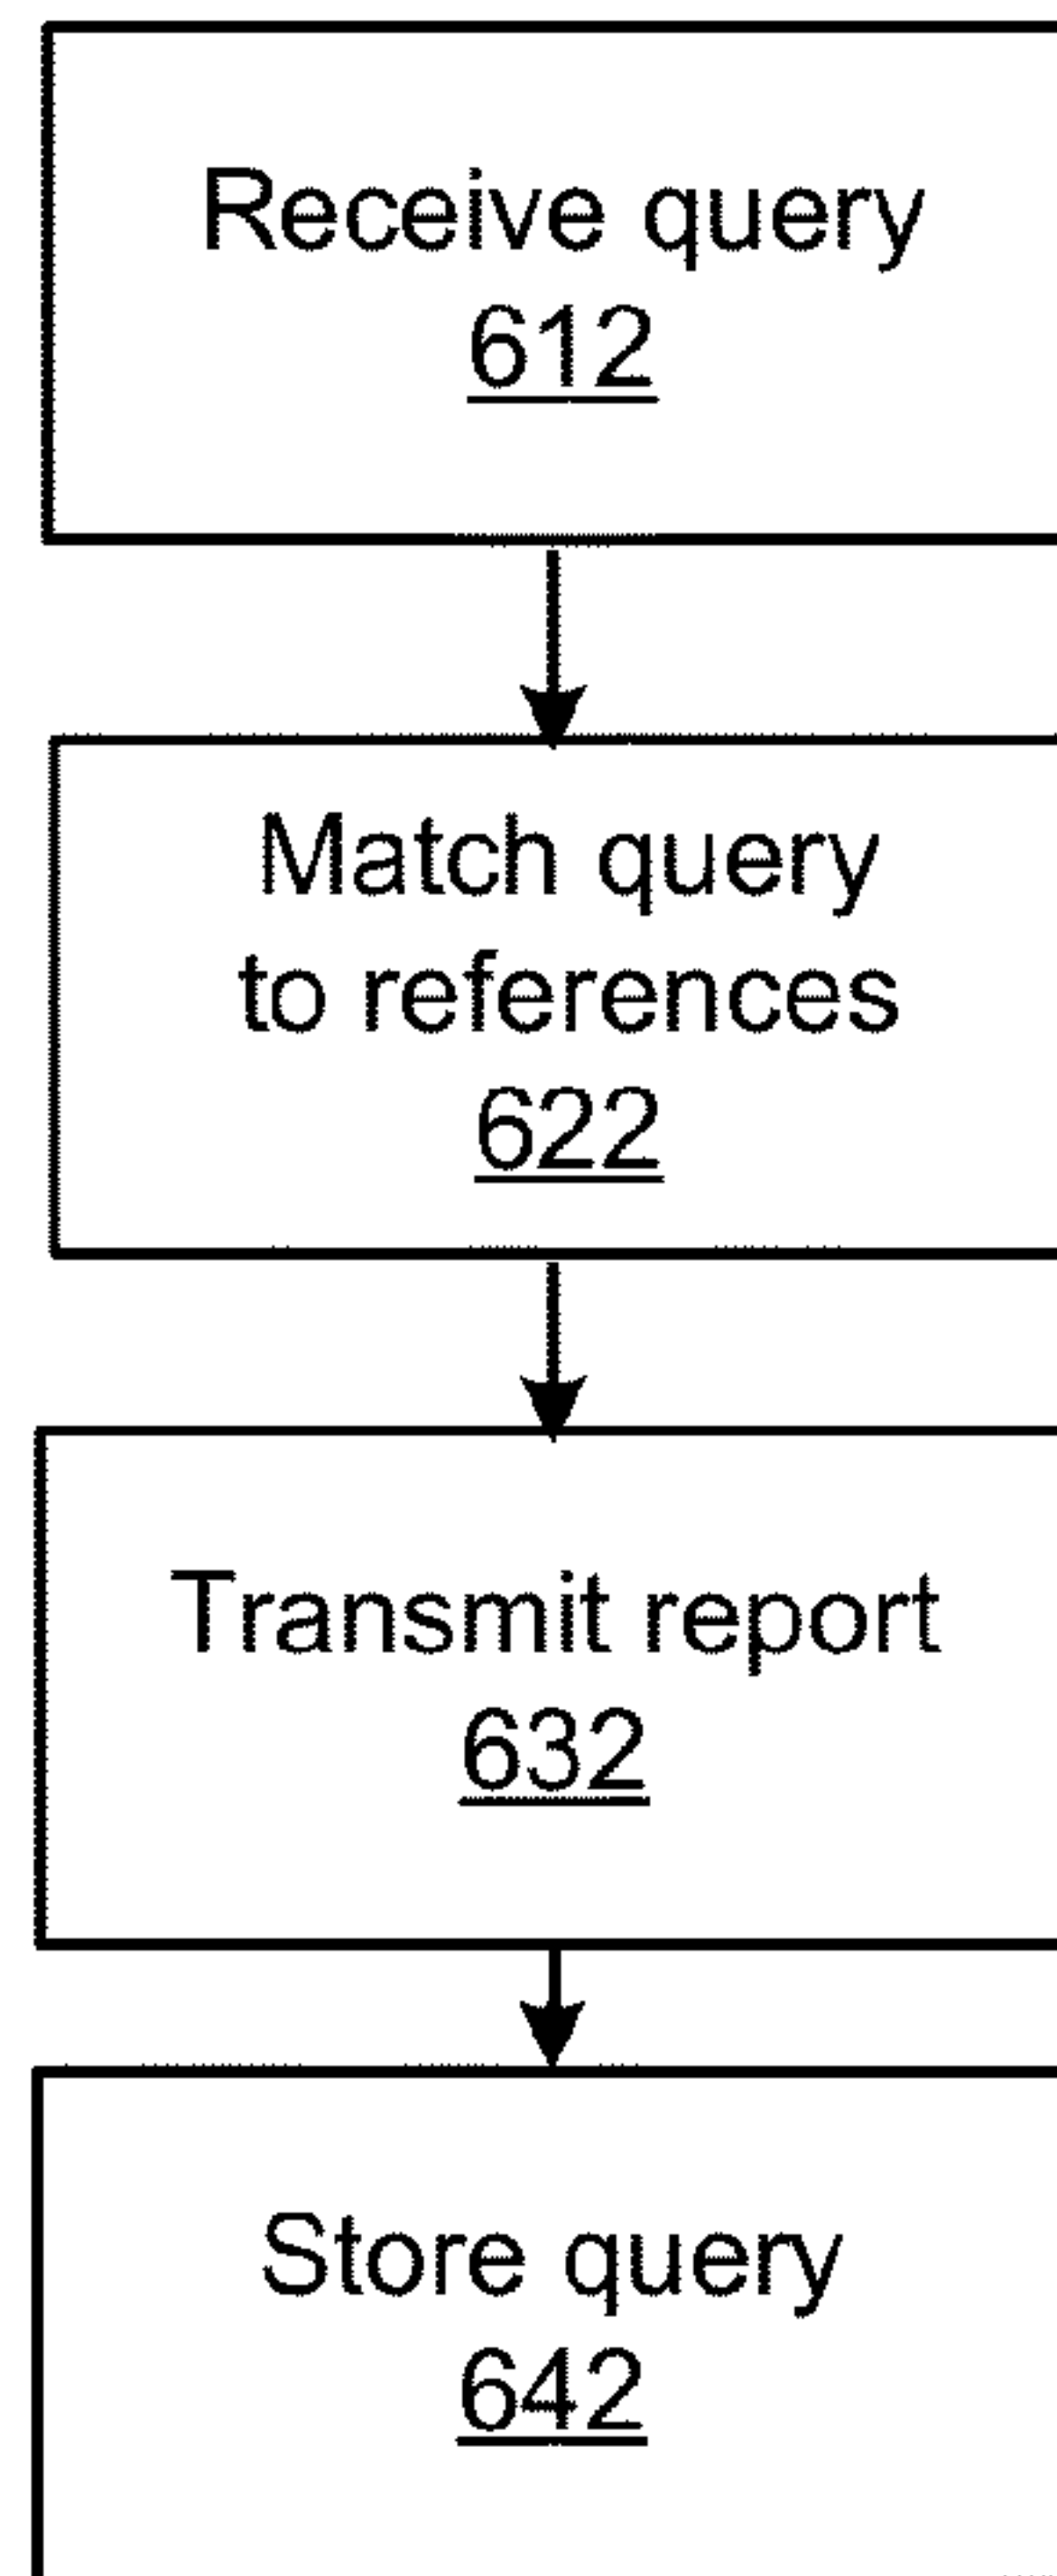 Receive query
612
Match query
to references
622
Transmit report
632
Store query
642